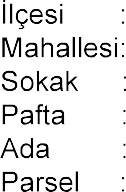 İlçesi :
Mahallesi:
Sokak :
Pafta :
Ada :
Parsel :